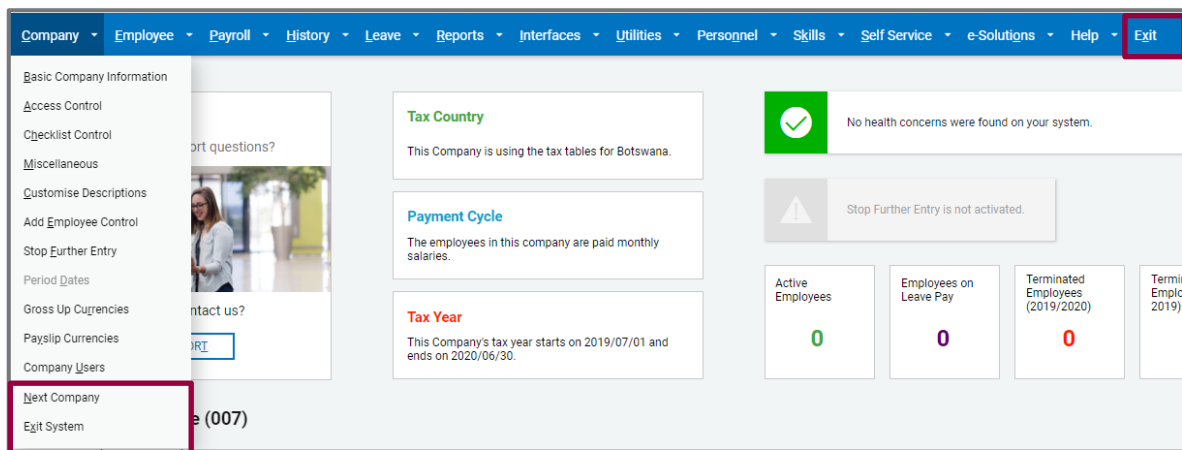 Company Employee Payroll History Leave Reports Interfaces Utilities Personnel Skills Self Service e-Solutions Help Exit
Basic Company Information
Access Control
Checklist Control
Miscellaneous
Customise Descriptions
Add Employee Control
Stop Further Entry
Period Dates
Gross Up Currencies
Payslip Currencies
Company Users
Next Company
Exit System
ort questions?
ntact us?
ORT
e (007)
Tax Country
This Company is using the tax tables for Botswana.
Payment Cycle
The employees in this company are paid monthly
salaries.
Tax Year
This Company's tax year starts on 2019/07/01 and
ends on 2020/06/30.
No health concerns were found on your system.
Stop Further Entry is not activated.
Active
Employees
0
Employees on
Leave Pay
0
Terminated
Employees
(2019/2020)
0
Termi
Emplo
2019)